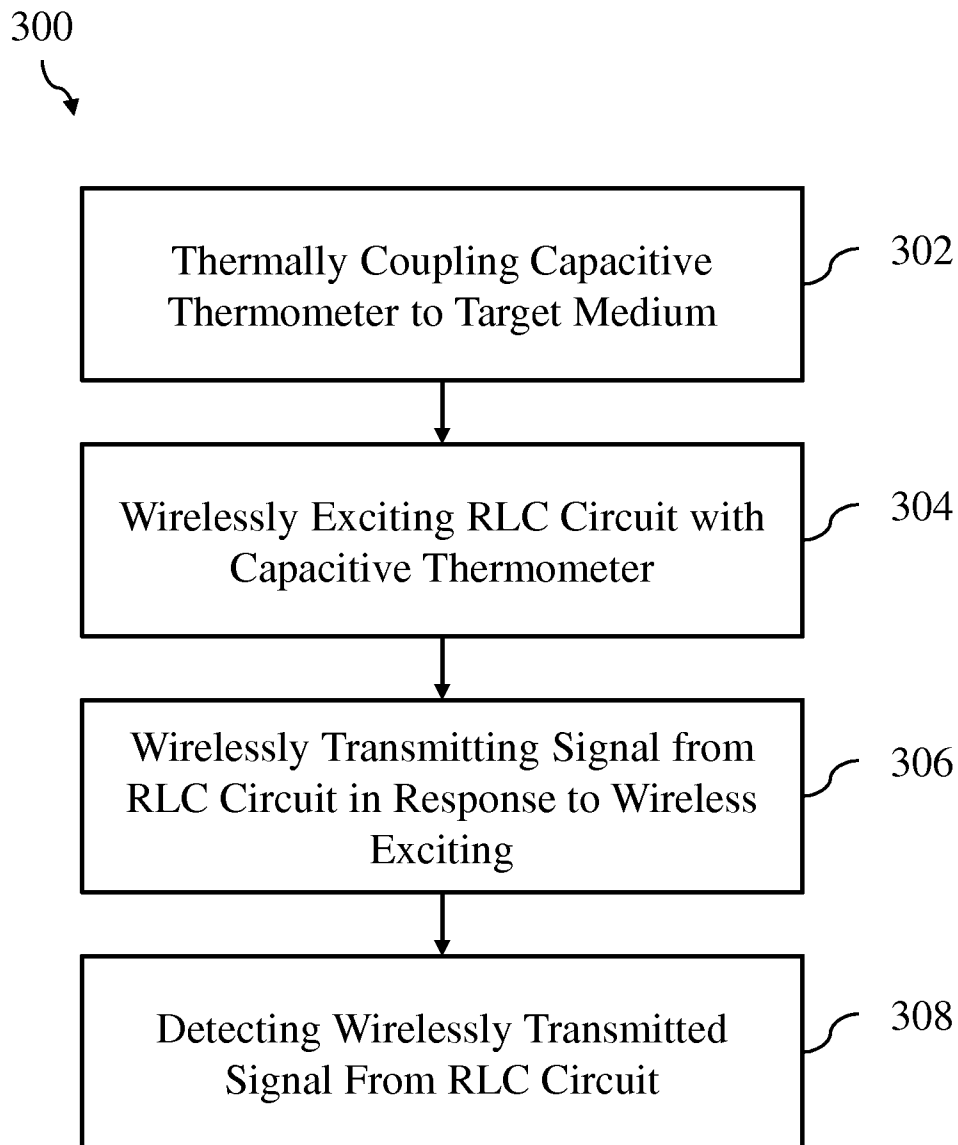 300
Thermally Coupling Capacitive
Thermometer to Target Medium
302
Wirelessly Exciting RLC Circuit with
Capacitive Thermometer
304
Wirelessly Transmitting Signal from
RLC Circuit in Response to Wireless
Exciting
306
Detecting Wirelessly Transmitted
Signal From RLC Circuit
308